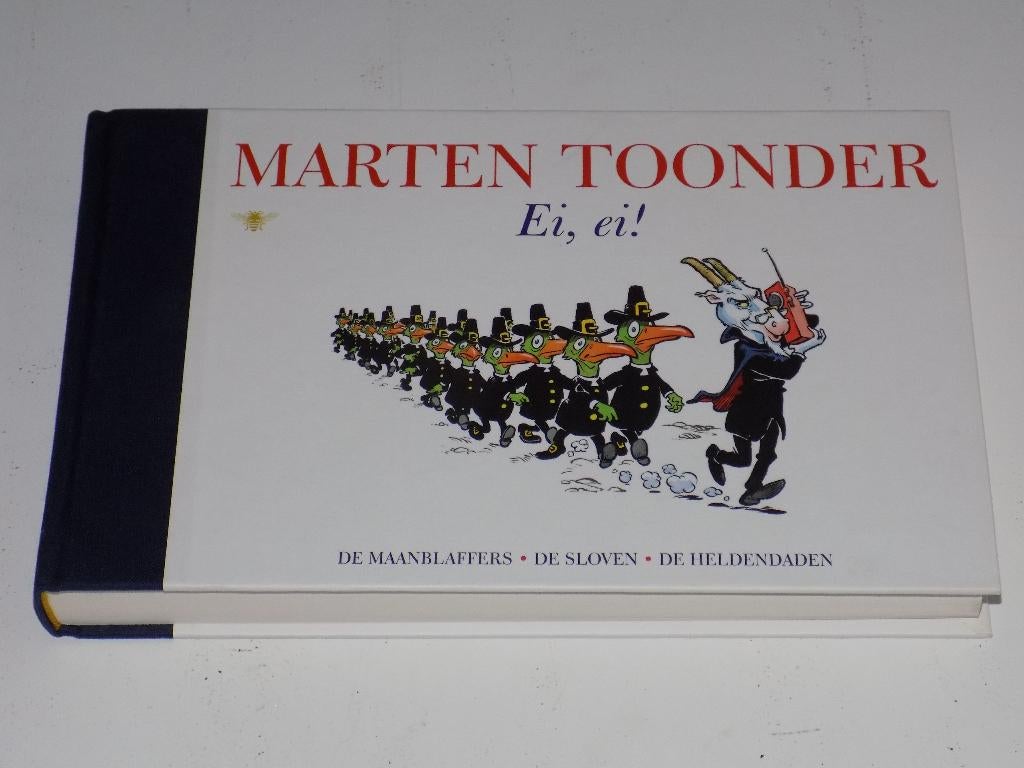 MARTEN TOONDER
Ei, ei!
DE MAANBLAFFERS • DE SLOVEN • DE HELDENDADEN